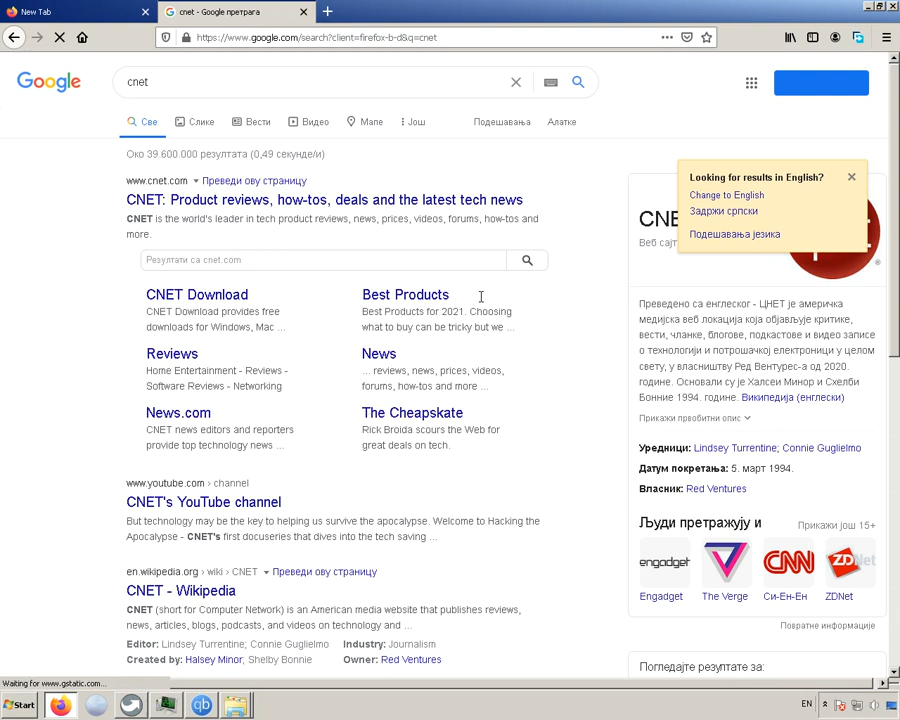 New Tab
cnet - Google претрага
https://www.google.com/search?client=firefox-b-d&q=cnet
Google
cnet
Све
Слике
Вести
Видео
Мапе
Још
Подешавања
Алатке
Око 39.600.000 резултата (0,49 секунде/и)
www.cnet.com
Преведи ову страницу
CNET: Product reviews, how-tos, deals and the latest tech news
CNET is the world's leader in tech product reviews, news, prices, videos, forums, how-tos and
more.
Резултати са cnet.com
CNET Download
CNET Download provides free
downloads for Windows, Mac ...
Best Products
Best Products for 2021. Choosing
what to buy can be tricky but we ...
Reviews
Home Entertainment - Reviews -
Software Reviews - Networking
News
... reviews, news, prices, videos,
forums, how-tos and more ...
News.com
CNET news editors and reporters
provide top technology news ...
The Cheapskate
Rick Broida scours the Web for
great deals on tech.
www.youtube.com › channel
CNET's YouTube channel
But technology may be the key to helping us survive the apocalypse. Welcome to Hacking the
Apocalypse - CNET's first docuseries that dives into the tech saving ...
en.wikipedia.org › wiki › CNET
Преведи ову страницу
CNET - Wikipedia
CNET (short for Computer Network) is an American media website that publishes reviews,
news, articles, blogs, podcasts, and videos on technology and ...
Editor: Lindsey Turrentine; Connie Guglielmo
Industry: Journalism
Created by: Halsey Minor, Shelby Bonnie
Owner: Red Ventures
Looking for results in English?
Change to English
Задржи српски
Подешавања језика
Веб сај
Преведено са енглеског - ЦНЕТ је америчка
медијска веб локација која објављује критике,
вести, чланке, блогове, подкастове и видео записе
о технологији и потрошачкој електроници у целом
свету, у власништву Ред Вентурес-а од 2020.
године. Основали су је Халсеи Минор и Схелби
Бонние 1994. године. Википедија (енглески)
Прикажи првобитни опис
Уредници: Lindsey Turrentine; Connie Guglielmo
Датум покретања: 5. март 1994.
Власник: Red Ventures
Људи претражују и
Прикажи још 15+
engadget
CNN
ZDNet
Engadget
The Verge
Си-Ен-Ен
ZDNet
Повратне информације
Погледајте резултате за:
Waiting for www.gstatic.com...
Start
qb
EN